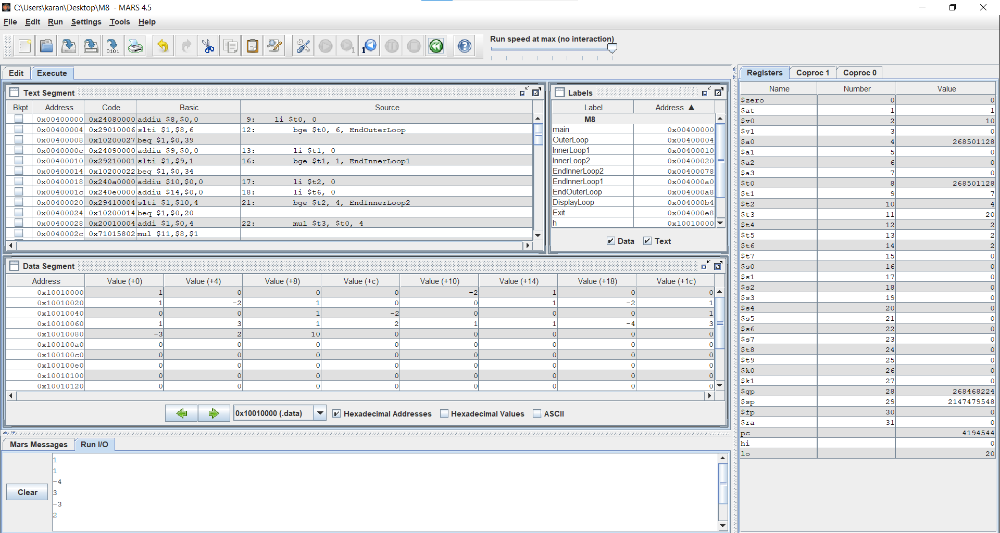 C:\Users\karan\Desktop\M8 - MARS 4.5
File Edit Run Settings Tools Help
Run speed at max (no interaction)
Edit Execute
Text Segment
Bkpt Address Code Basic Source
0x00400000 0x24080000 addiu $8,$0,0 9: li $t0, 0
0x00400004 0x29010006 slti $1,$8,6 12: bge $t0, 6, EndOuterLoop
0x00400008 0x10200027 beq $1,$0,39
0x0040000c 0x24090000 addiu $9,$0,0 13: li $t1, 0
0x00400010 0x29210001 slti $1,$9,1 16: bge $t1, 1, EndInnerLoop1
0x00400014 0x10200022 beq $1,$0,34
0x00400018 0x240a0000 addiu $10,$0,0 17: li $t2, 0
0x0040001c 0x240e0000 addiu $14,$0,0 18: li $t6, 0
0x00400020 0x29410004 slti $1,$10,4 21: bge $t2, 4, EndInnerLoop2
0x00400024 0x10200014 beq $1,$0,20
0x00400028 0x20010004 addi $1,$0,4 22: mul $t3, $t0, 4
0x0040002c 0x71015802 mul $11,$8,$1
Labels
Label Address ▲
M8
main 0x00400000
OuterLoop 0x00400004
InnerLoop1 0x00400010
InnerLoop2 0x00400020
EndInnerLoop2 0x00400078
EndInnerLoop1 0x004000a0
EndOuterLoop 0x004000a8
DisplayLoop 0x004000b4
Exit 0x004000e8
h 0x10010000
Data Text
Data Segment
Address Value (+0) Value (+4) Value (+8) Value (+c) Value (+10) Value (+14) Value (+18) Value (+1c)
0x10010000 1 0 0 0 -2 1 0 0
0x10010020 1 -2 1 0 0 1 -2 1
0x10010040 0 0 1 -2 0 0 0 1
0x10010060 1 3 1 2 1 1 -4 3
0x10010080 -3 2 10 0 0 0 0 0
0x100100a0 0 0 0 0 0 0 0 0
0x100100c0 0 0 0 0 0 0 0 0
0x100100e0 0 0 0 0 0 0 0 0
0x10010100 0 0 0 0 0 0 0 0
0x10010120 0 0 0 0 0 0 0 0
0x10010000 (.data) Hexadecimal Addresses Hexadecimal Values ASCII
Mars Messages Run I/O
Clear
1
1
-4
3
-3
2
Registers Coproc 1 Coproc 0
Name Number Value
$zero 0 0
$at 1 1
$v0 2 10
$v1 3 0
$a0 4 268501128
$a1 5 0
$a2 6 0
$a3 7 0
$t0 8 268501128
$t1 9 7
$t2 10 4
$t3 11 20
$t4 12 2
$t5 13 2
$t6 14 2
$t7 15 0
$s0 16 0
$s1 17 0
$s2 18 0
$s3 19 0
$s4 20 0
$s5 21 0
$s6 22 0
$s7 23 0
$t8 24 0
$t9 25 0
$k0 26 0
$k1 27 0
$gp 28 268468224
$sp 29 2147479548
$fp 30 0
$ra 31 0
pc 4194544
hi 0
lo 20